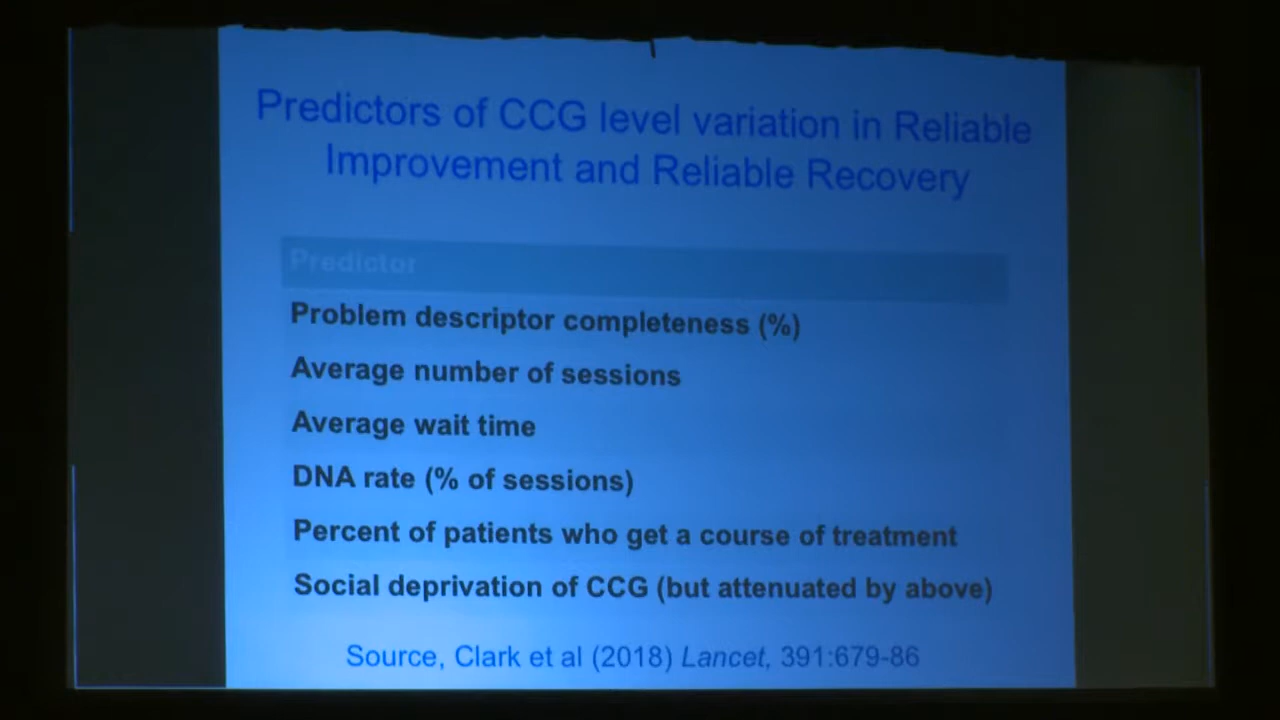 Predictors of CCG level variation in Reliable
Improvement and Reliable Recovery
Predictor
Problem descriptor completeness (%)
Average number of sessions
Average wait time
DNA rate (% of sessions)
Percent of patients who get a course of treatment
Social deprivation of CCG (but attenuated by above)
Source, Clark et al (2018) Lancet, 391:679-86